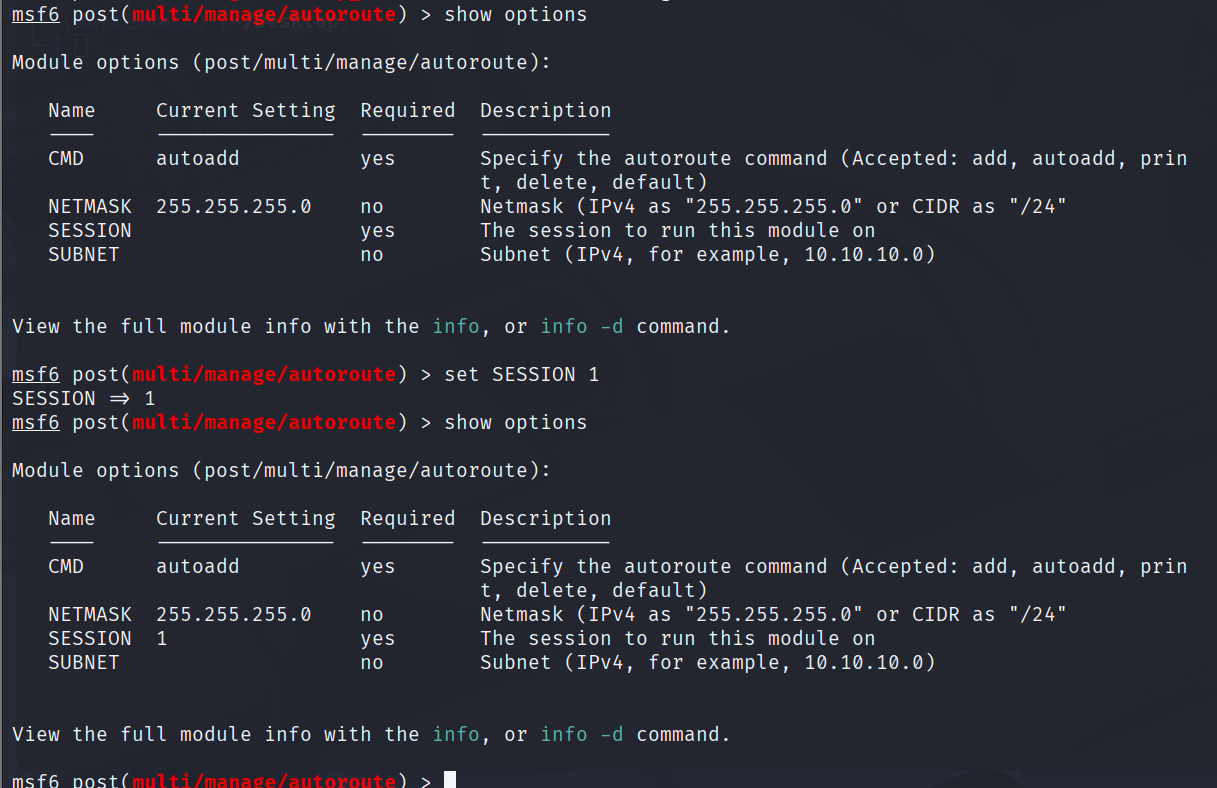 msf6 post(multi/manage/autoroute) > show options
Module options (post/multi/manage/autoroute):
Name Current Setting Required Description
CMD autoadd yes Specify the autoroute command (Accepted: add, autoadd, prin
t, delete, default)
NETMASK 255.255.255.0 no Netmask (IPv4 as "255.255.255.0" or CIDR as "/24"
SESSION yes The session to run this module on
SUBNET no Subnet (IPv4, for example, 10.10.10.0)
View the full module info with the info, or info -d command.
msf6 post(multi/manage/autoroute) > set SESSION 1
SESSION => 1
msf6 post(multi/manage/autoroute) > show options
Module options (post/multi/manage/autoroute):
Name Current Setting Required Description
CMD autoadd yes Specify the autoroute command (Accepted: add, autoadd, prin
t, delete, default)
NETMASK 255.255.255.0 no Netmask (IPv4 as "255.255.255.0" or CIDR as "/24"
SESSION 1 yes The session to run this module on
SUBNET no Subnet (IPv4, for example, 10.10.10.0)
View the full module info with the info, or info -d command.
msf6 post(multi/manage/autoroute) >